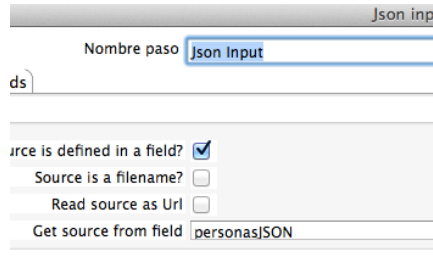 Json inp
Nombre paso Json Input
ds
urce is defined in a field?
Source is a filename?
Read source as Url
Get source from field personasJSON